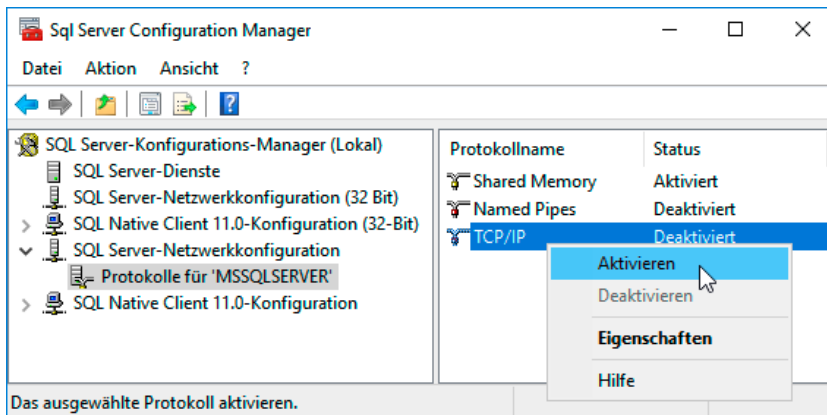 Sql Server Configuration Manager
Datei Aktion Ansicht ?
SQL Server-Konfigurations-Manager (Lokal)
SQL Server-Dienste
SQL Server-Netzwerkkonfiguration (32 Bit)
SQL Native Client 11.0-Konfiguration (32-Bit)
SQL Server-Netzwerkkonfiguration
Protokolle für 'MSSQLSERVER'
SQL Native Client 11.0-Konfiguration
Protokollname Status
Shared Memory Aktiviert
Named Pipes Deaktiviert
TCP/IP Deaktiviert
Aktivieren
Deaktivieren
Eigenschaften
Hilfe
Das ausgewählte Protokoll aktivieren.